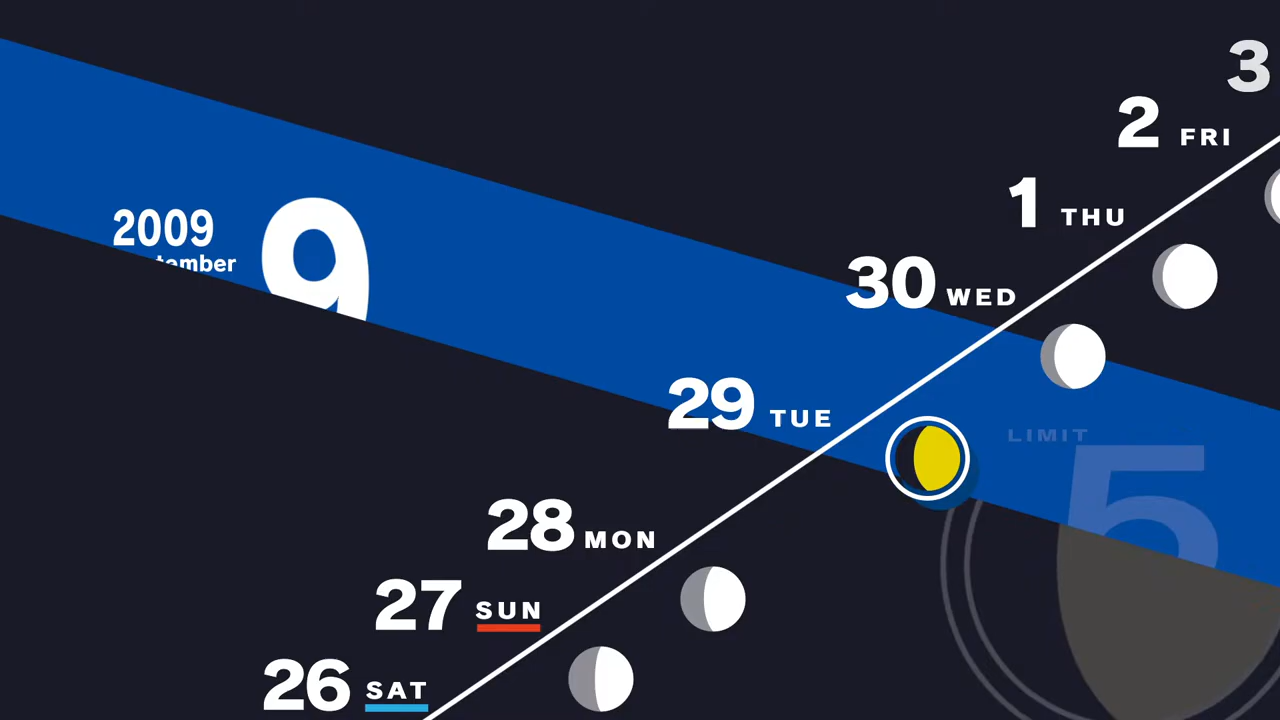 3
2 FRI
1 THU
2009
9
30 WED
29 TUE
LIMIT
5
28 MON
27 SUN
26 SAT